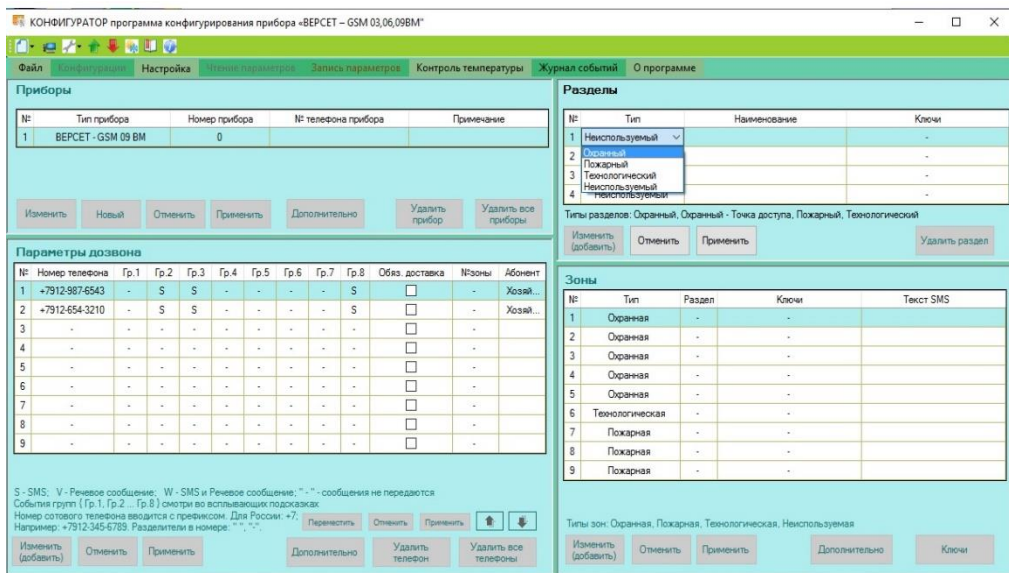 КОНФИГУРАТОР программа конфигурирования прибора «ВЕРСЕТ – GSM 03,06,09ВМ"
Файл Конфигурации Настройка Чтение параметров Запись параметров Контроль температуры Журнал событий О программе
Приборы
№ Тип прибора Номер прибора № телефона прибора Примечание
1 ВЕРСЕТ - GSM 09 ВМ 0
Изменить Новый Отменить Применить Дополнительно Удалить прибор Удалить все приборы
Параметры дозвона
№ Номер телефона Гр.1 Гр.2 Гр.3 Гр.4 Гр.5 Гр.6 Гр.7 Гр.8 Обяз. доставка №зоны Абонент
1 +7912-987-6543 - S S - - - - S - Хозяй...
2 +7912-654-3210 - S S - - - - S - Хозяй...
3 - - - - - - - - - -
4 - - - - - - - - - -
5 - - - - - - - - - -
6 - - - - - - - - - -
7 - - - - - - - - - -
8 - - - - - - - - - -
9 - - - - - - - - - -
S - SMS; V - Речевое сообщение; W - SMS и Речевое сообщение; " - " - сообщения не передаются
События групп ( Гр.1, Гр.2 ... Гр.8 ) смотри во всплывающих подсказках
Номер сотового телефона вводится с префиксом. Для России: +7;
Например: +7912-345-6789. Разделители в номере: " ", "-".
Переместить Отменить Применить
Изменить (добавить) Отменить Применить Дополнительно Удалить телефон Удалить все телефоны
Разделы
№ Тип Наименование Ключи
1 Неиспользуемый -
2 Охранный -
Пожарный
3 Технологический -
Неиспользуемый
4 Неиспользуемый -
Типы разделов: Охранный, Охранный - Точка доступа, Пожарный, Технологический
Изменить (добавить) Отменить Применить Удалить раздел
Зоны
№ Тип Раздел Ключи Текст SMS
1 Охранная - -
2 Охранная - -
3 Охранная - -
4 Охранная - -
5 Охранная - -
6 Технологическая - -
7 Пожарная - -
8 Пожарная - -
9 Пожарная - -
Типы зон: Охранная, Пожарная, Технологическая, Неиспользуемая
Изменить (добавить) Отменить Применить Дополнительно Ключи